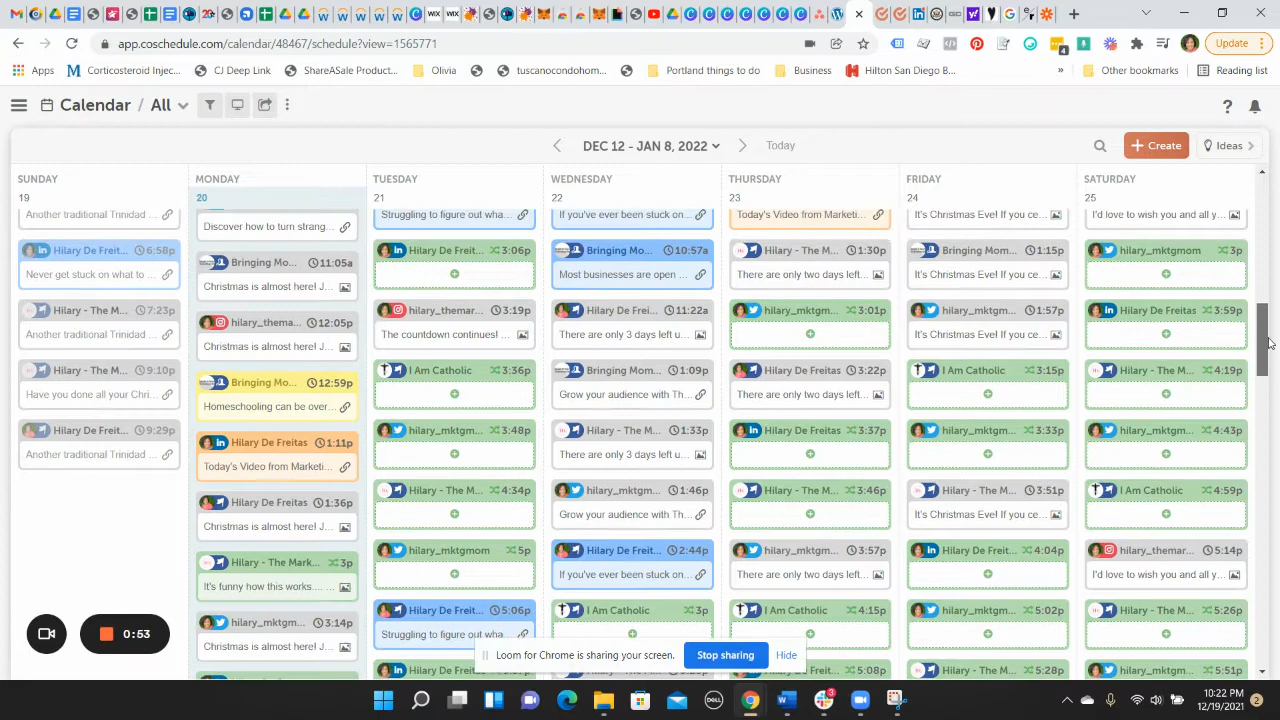 app.coschedule.com/calendar/48467/schedule?view=1565771
Update
Apps
Corticosteroid Injec...
CJ Deep Link
ShareASale Product...
Olivia
tuscanocondohom...
Portland things to do
Business
Hilton San Diego B...
»
Other bookmarks
Reading list
Calendar / All
?
DEC 12 - JAN 8, 2022
Today
+ Create
Ideas
SUNDAY
19
Another traditional Trinidad ...
Hilary De Freit... 6:58p
Never get stuck on what to ...
Hilary - The M... 7:23p
Another traditional Trinidad ...
Hilary - The M... 9:10p
Have you done all your Chri...
Hilary De Freit... 9:29p
Another traditional Trinidad ...
MONDAY
20
Discover how to turn strang...
Bringing Mom... 11:05a
Christmas is almost here! J...
hilary_thema... 12:05p
Christmas is almost here! J...
Bringing Mo... 12:59p
Homeschooling can be over...
Hilary De Freitas 1:11p
Today's Video from Marketi...
Hilary De Freitas 1:36p
Christmas is almost here! J...
Hilary - The Mark... 3p
It's funny how this works....
hilary_mktgm... 3:14p
Christmas is almost here! J...
TUESDAY
21
Struggling to figure out wha...
Hilary De Freitas 3:06p
hilary_themar... 3:19p
The countdown continues! ...
I Am Catholic 3:36p
hilary_mktgm... 3:48p
Hilary - The M... 4:34p
hilary_mktgmom 5p
Hilary De Freit... 5:06p
Struggling to figure out wha...
WEDNESDAY
22
If you've ever been stuck on...
Bringing Mo... 10:57a
Most businesses are open ...
Hilary De Frei... 11:22a
There are only 3 days left u...
Bringing Mom... 1:09p
Grow your audience with Th...
Hilary - The M... 1:33p
There are only 3 days left u...
hilary_mktgm... 1:46p
Grow your audience with Th...
Hilary De Freit... 2:44p
If you've ever been stuck on...
I Am Catholic 3p
THURSDAY
23
Today's Video from Marketi...
Hilary - The M... 1:30p
There are only two days left...
hilary_mktgm... 3:01p
Hilary De Freitas 3:22p
There are only two days left...
Hilary De Freitas 3:37p
Hilary - The M... 3:46p
hilary_mktgm... 3:57p
There are only two days left...
I Am Catholic 4:15p
5:08p
FRIDAY
24
It's Christmas Eve! If you ce...
Bringing Mom... 1:15p
It's Christmas Eve! If you ce...
hilary_mktgm... 1:57p
It's Christmas Eve! If you ce...
I Am Catholic 3:15p
hilary_mktgm... 3:33p
Hilary - The M... 3:51p
It's Christmas Eve! If you ce...
Hilary De Freit... 4:04p
hilary_mktgm... 5:02p
Hilary - The M... 5:28p
SATURDAY
25
I'd love to wish you and all y...
hilary_mktgmom 3p
Hilary De Freitas 3:59p
Hilary - The M... 4:19p
hilary_mktgm... 4:43p
I Am Catholic 4:59p
hilary_themar... 5:14p
I'd love to wish you and all y...
Hilary - The M... 5:26p
hilary_mktgm... 5:51p
0:53
Loom for Chrome is sharing your screen.
Stop sharing
Hide
10:22 PM
12/19/2021